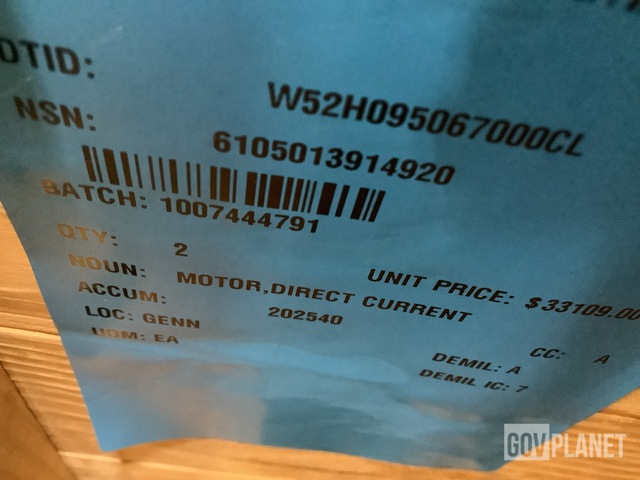 DTID:
W52H095067000CL
NSN:
6105013914920
BATCH: 1007444791
QTY: 2
UNIT PRICE: $33109.00
NOUN: MOTOR,DIRECT CURRENT
ACCUM: 202540
LOC: GENN
CC: A
UOM: EA
DEMIL: A
DEMIL IC: 7
GOVPLANET